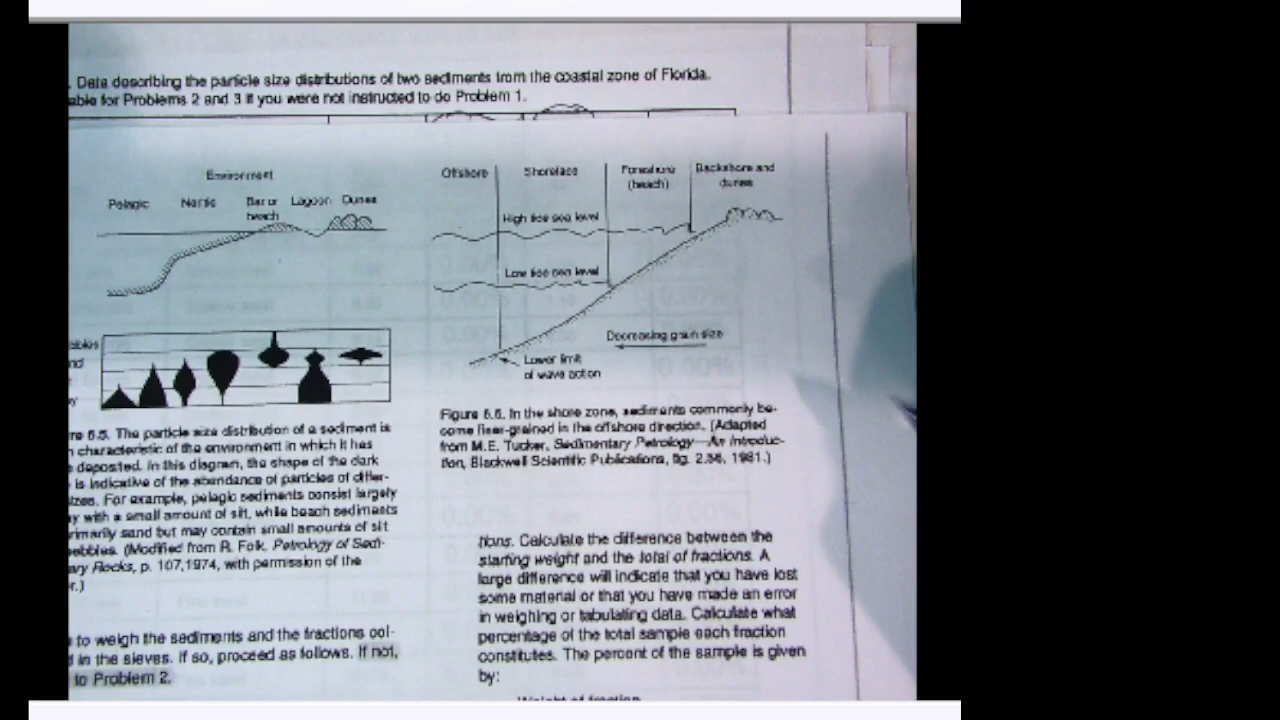 . Data describing the particle size distributions of two sediments from the coastal zone of Florida.
able for Problems 2 and 3 if you were not instructed to do Problem 1.
Environment
Pelagic Neritic Bar or Lagoon Dunes
beach
Offshore Shoreface Foreshore Backshore and
(beach) dunes
High tide sea level
Low tide sea level
Decreasing grain size
Lower limit
of wave action
bbles
nd
y
re 6.5. The particle size distribution of a sediment is
characteristic of the environment in which it has
deposited. In this diagram, the shape of the dark
is indicative of the abundance of particles of differ-
izes. For example, pelagic sediments consist largely
ay with a small amount of silt, while beach sediments
rimarily sand but may contain small amounts of silt
pebbles. (Modified from R. Folk, Petrology of Sedi-
ary Rocks, p. 107,1974, with permission of the
r.)
to weigh the sediments and the fractions col-
d in the sieves. If so, proceed as follows. If not,
to Problem 2.
Figure 6.6. In the shore zone, sediments commonly be-
come finer-grained in the offshore direction. (Adapted
from M.E. Tucker, Sedimentary Petrology—An Introduc-
tion, Blackwell Scientific Publications, fig. 2.56, 1981.)
tions. Calculate the difference between the
starting weight and the total of fractions. A
large difference will indicate that you have lost
some material or that you have made an error
in weighing or tabulating data. Calculate what
percentage of the total sample each fraction
constitutes. The percent of the sample is given
by:
Weight of fraction